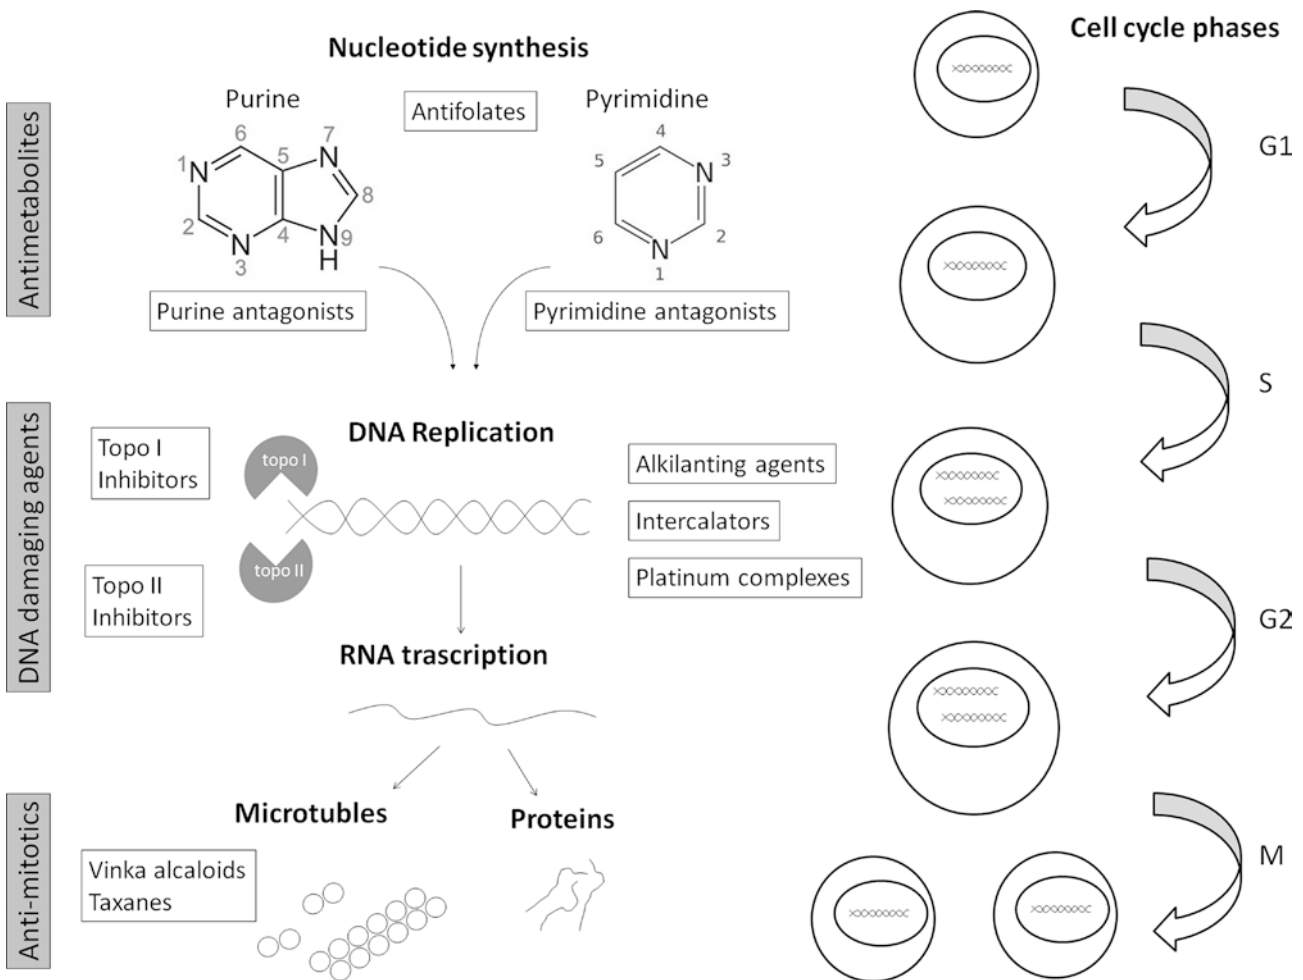 Nucleotide synthesis
Cell cycle phases
Antimetabolites
Purine
Antifolates
Pyrimidine
6
7
1
N
5
N
8
2
N
4
N
9
3
H
4
5
N
3
6
2
N
1
Purine antagonists
Pyrimidine antagonists
G1
S
DNA damaging agents
DNA Replication
Topo I
Inhibitors
topo I
Alkilanting agents
Intercalators
topo II
Platinum complexes
Topo II
Inhibitors
RNA trascription
G2
Anti-mitotics
Microtubles
Proteins
Vinka alcaloids
Taxanes
M